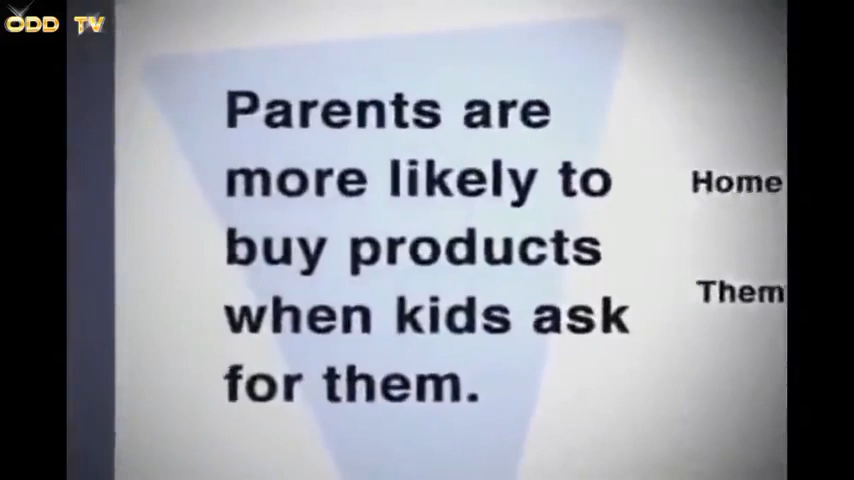 ODD TV
Parents are
more likely to
buy products
when kids ask
for them.
Home
Them